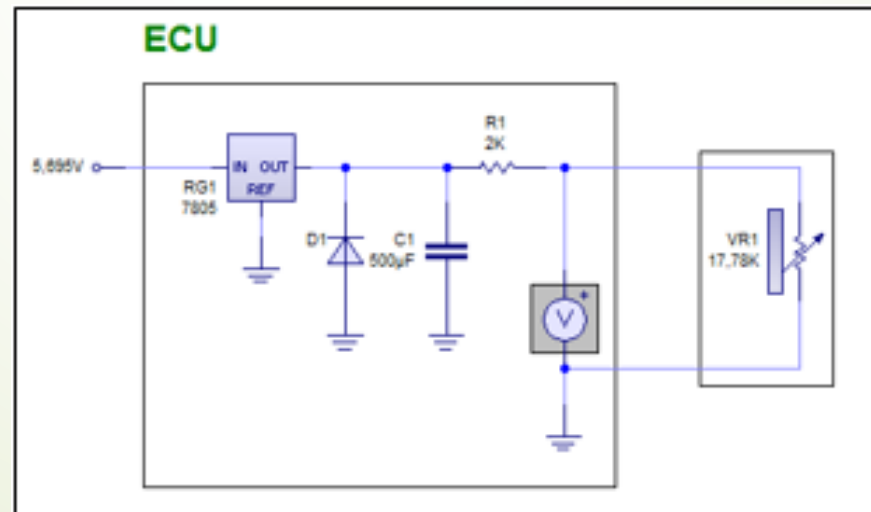 ECU
R1
2K
5,695V
IN OUT
REF
RG1
7805
D1
C1
500µF
V
+
VR1
17,78K